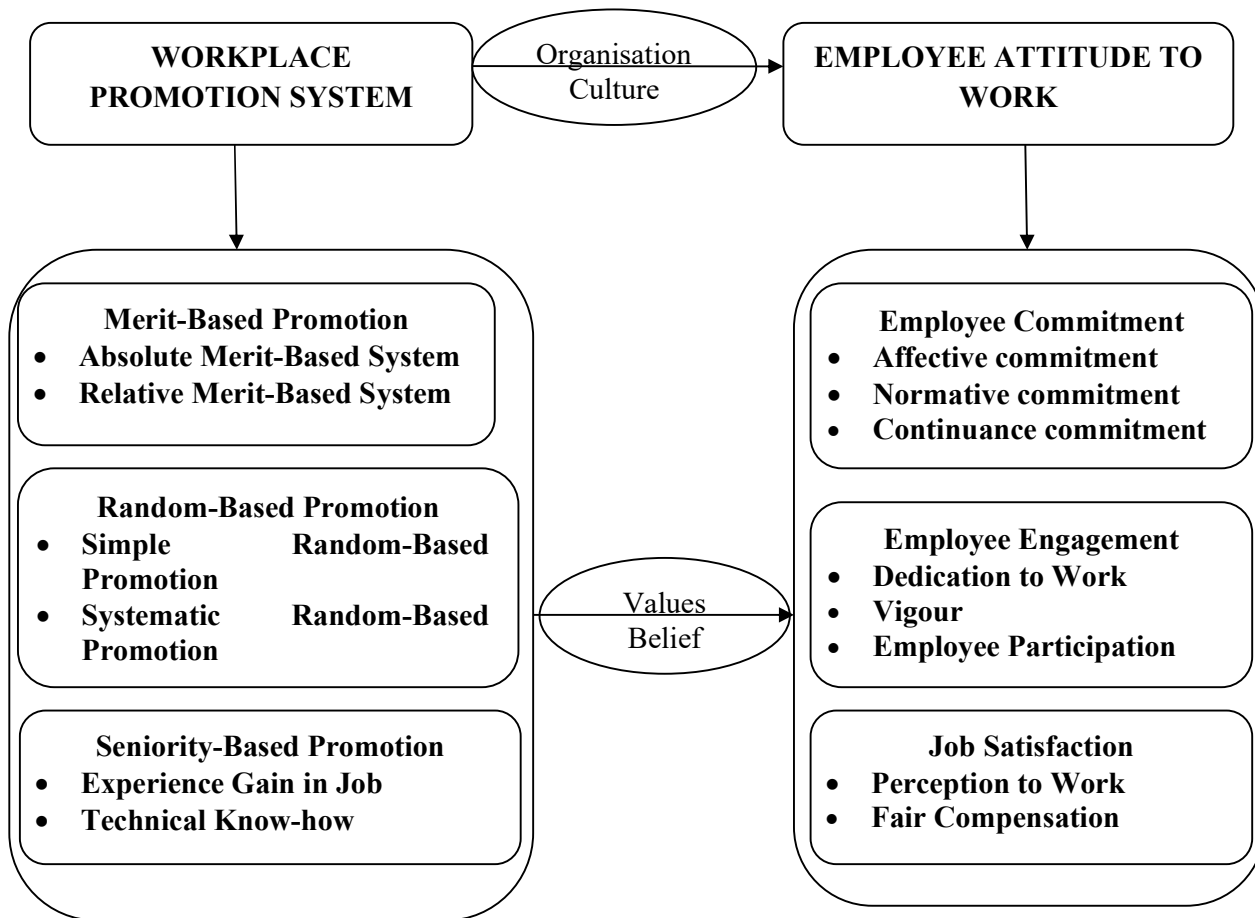 WORKPLACE
PROMOTION SYSTEM
Organisation
Culture
EMPLOYEE ATTITUDE TO
WORK
Merit-Based Promotion
• Absolute Merit-Based System
• Relative Merit-Based System
Random-Based Promotion
• Simple Random-Based
Promotion
• Systematic Random-Based
Promotion
Seniority-Based Promotion
• Experience Gain in Job
• Technical Know-how
Values
Belief
Employee Commitment
• Affective commitment
• Normative commitment
• Continuance commitment
Employee Engagement
• Dedication to Work
• Vigour
• Employee Participation
Job Satisfaction
• Perception to Work
• Fair Compensation